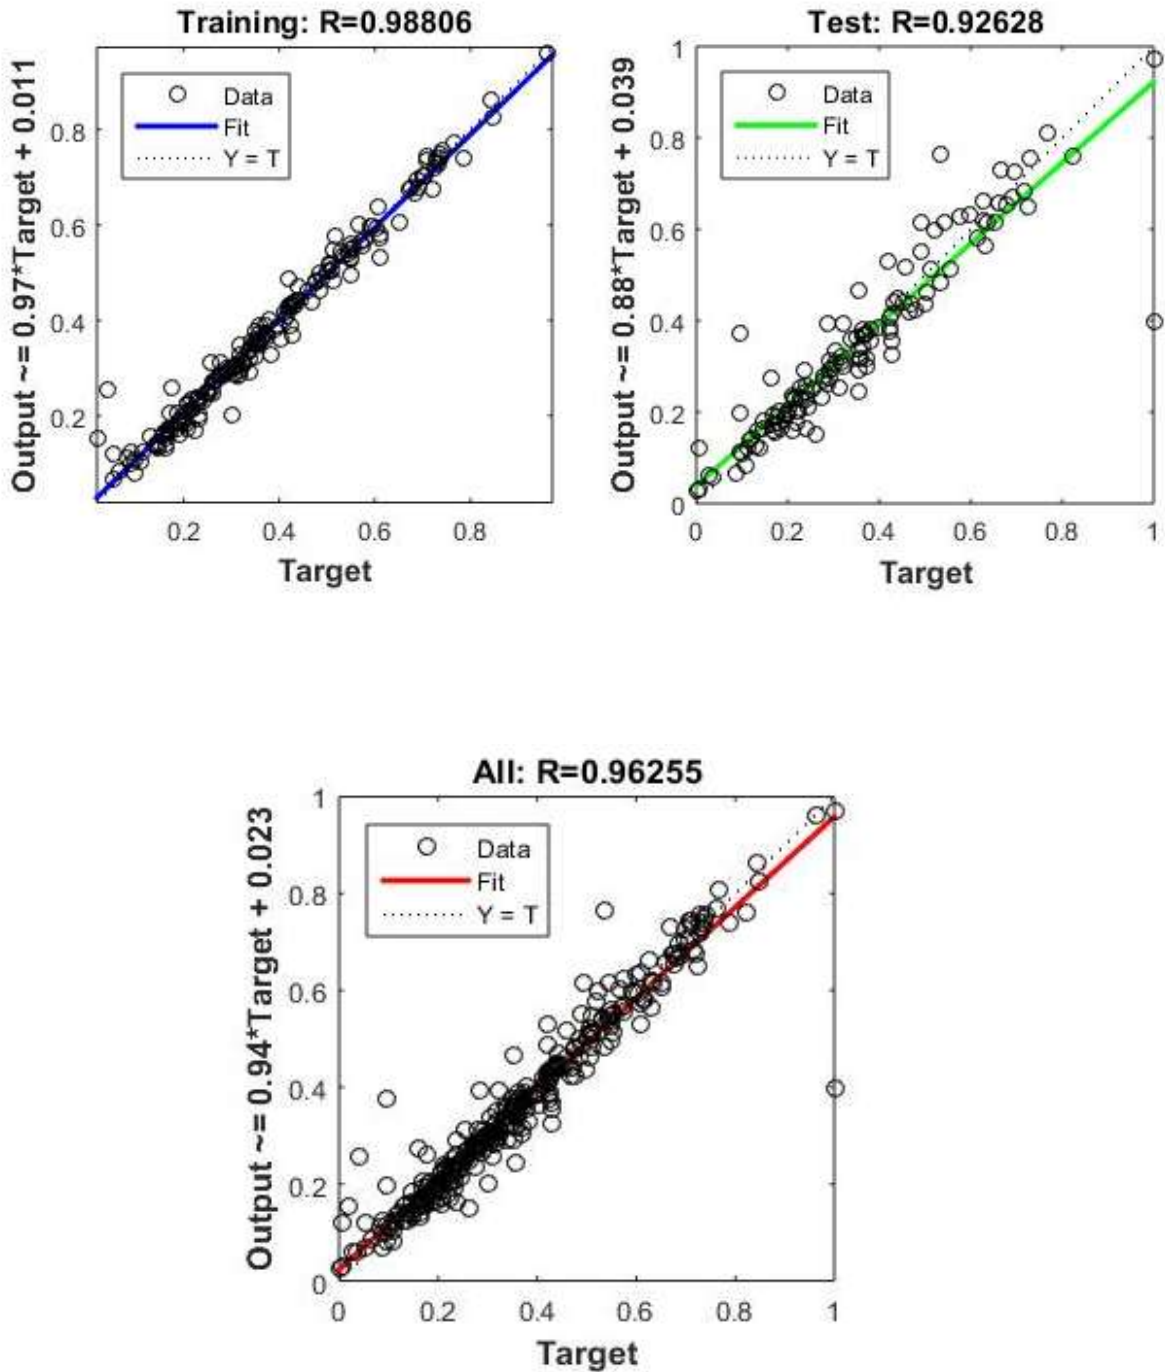 Training: R=0.98806
Output ~= 0.97*Target + 0.011
Data
Fit
Y = T
0.8
0.6
0.4
0.2
0.2 0.4 0.6 0.8
Target
Test: R=0.92628
Output ~= 0.88*Target + 0.039
Data
Fit
Y = T
1
0.8
0.6
0.4
0.2
0
0 0.2 0.4 0.6 0.8 1
Target
All: R=0.96255
Output ~= 0.94*Target + 0.023
Data
Fit
Y = T
1
0.8
0.6
0.4
0.2
0
0 0.2 0.4 0.6 0.8 1
Target